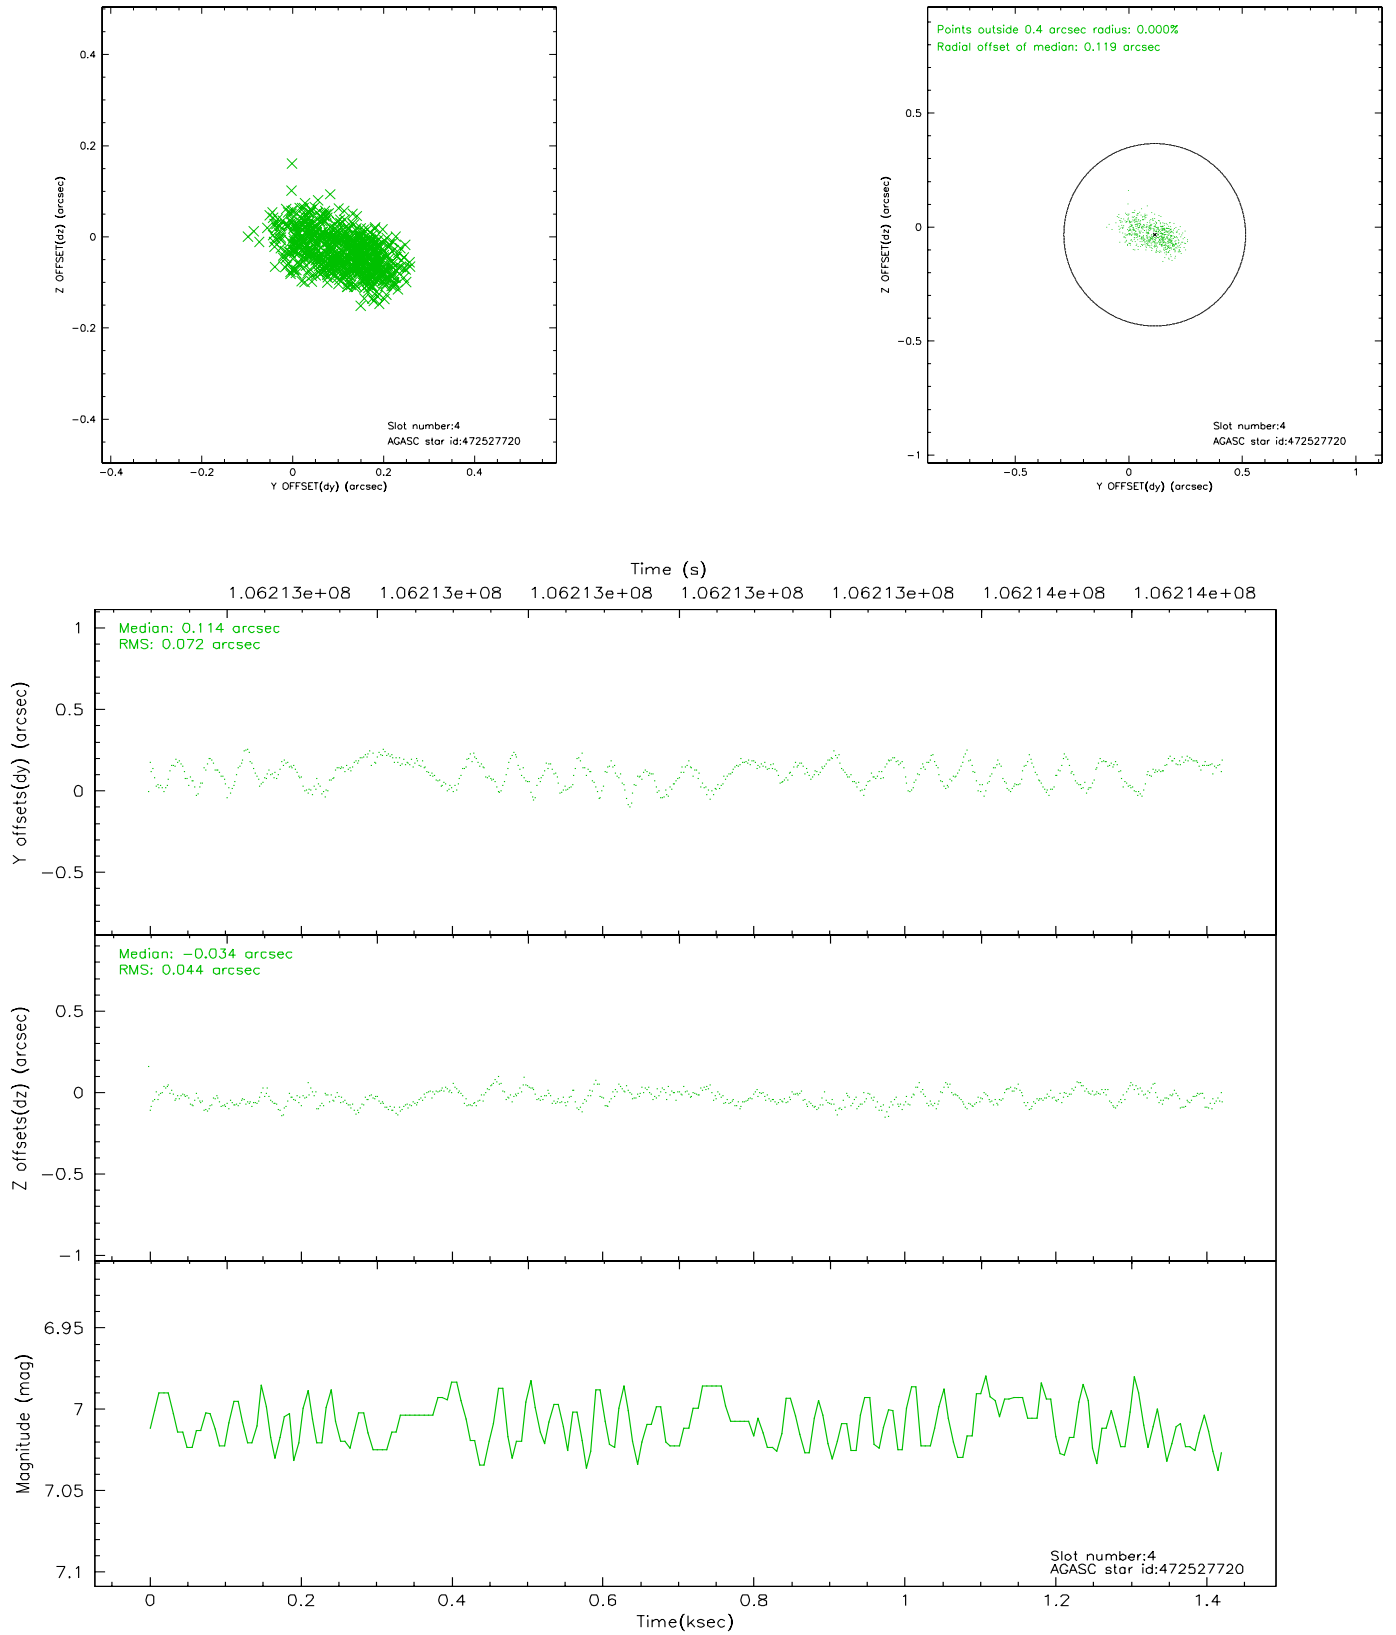 0.4
0.2
0
−0.2
−0.4
Z OFFSET(dz) (arcsec)
Slot number:4
AGASC star id:472527720
−0.4 −0.2 0 0.2 0.4
Y OFFSET(dy) (arcsec)
Points outside 0.4 arcsec radius: 0.000%
Radial offset of median: 0.119 arcsec
0.5
0
−0.5
−1
Z OFFSET(dz) (arcsec)
Slot number:4
AGASC star id:472527720
−0.5 0 0.5 1
Y OFFSET(dy) (arcsec)
Time (s)
1.06213e+08 1.06213e+08 1.06213e+08 1.06213e+08 1.06213e+08 1.06214e+08 1.06214e+08
Median: 0.114 arcsec
RMS: 0.072 arcsec
1
0.5
0
−0.5
Y offsets(dy) (arcsec)
Median: −0.034 arcsec
RMS: 0.044 arcsec
0.5
0
−0.5
−1
Z offsets(dz) (arcsec)
6.95
7
7.05
7.1
Magnitude (mag)
Slot number:4
AGASC star id:472527720
0 0.2 0.4 0.6 0.8 1 1.2 1.4
Time(ksec)